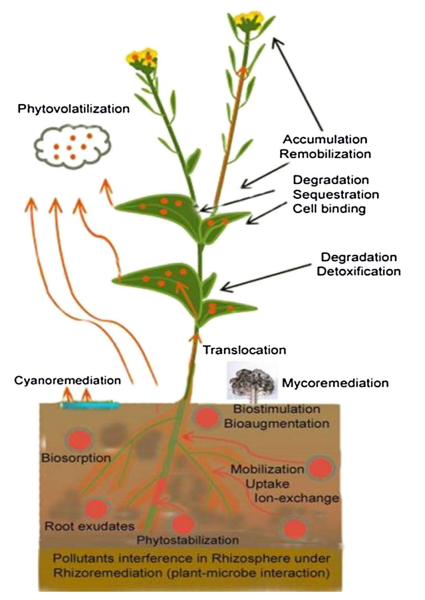 Phytovolatilization
Accumulation
Remobilization
Degradation
Sequestration
Cell binding
Degradation
Detoxification
Translocation
Cyanoremediation
Mycoremediation
Biostimulation
Bioaugmentation
Biosorption
Mobilization
Uptake
Ion-exchange
Root exudates
Phytostabilization
Pollutants interference in Rhizosphere under
Rhizoremediation (plant-microbe interaction)